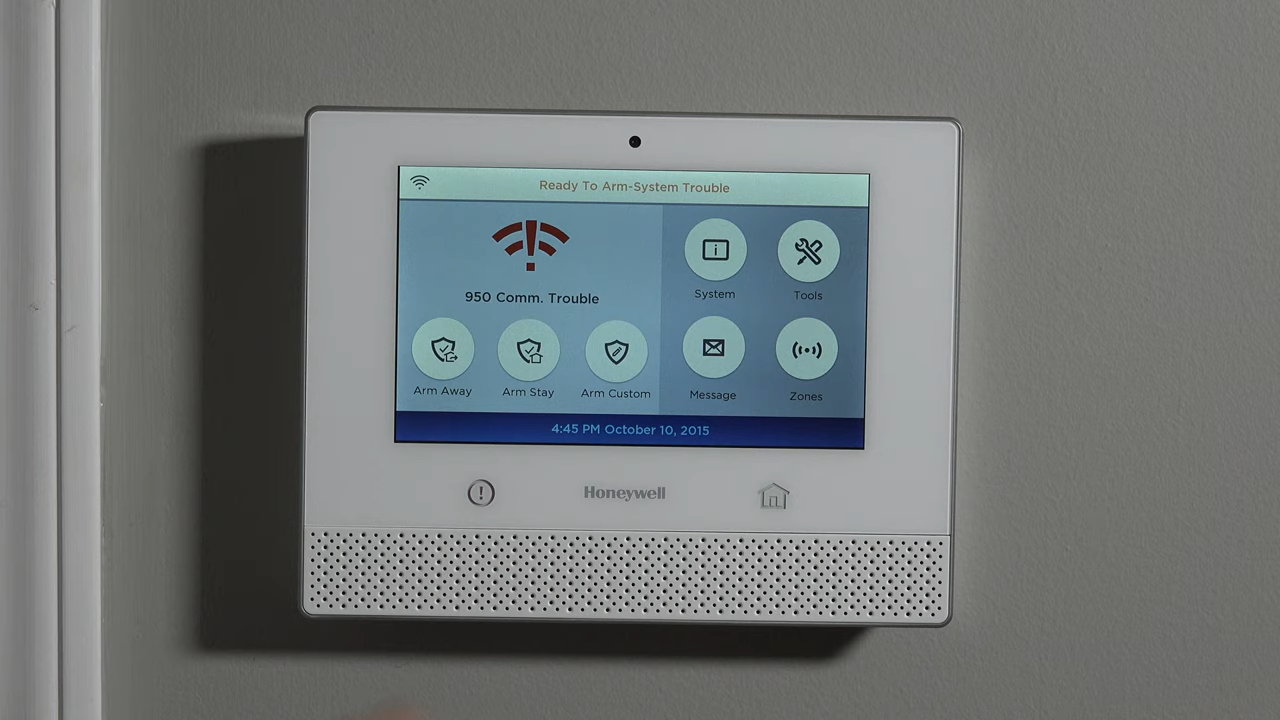 Ready To Arm-System Trouble
950 Comm. Trouble
System
Tools
Arm Away
Arm Stay
Arm Custom
Message
Zones
4:45 PM October 10, 2015
Honeywell